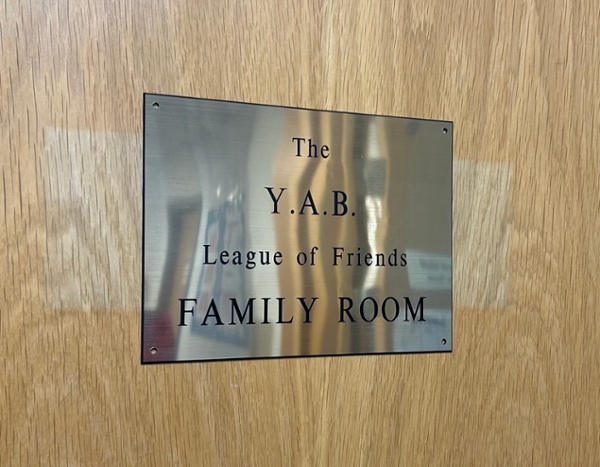 The
Y.A.B.
League of Friends
FAMILY ROOM